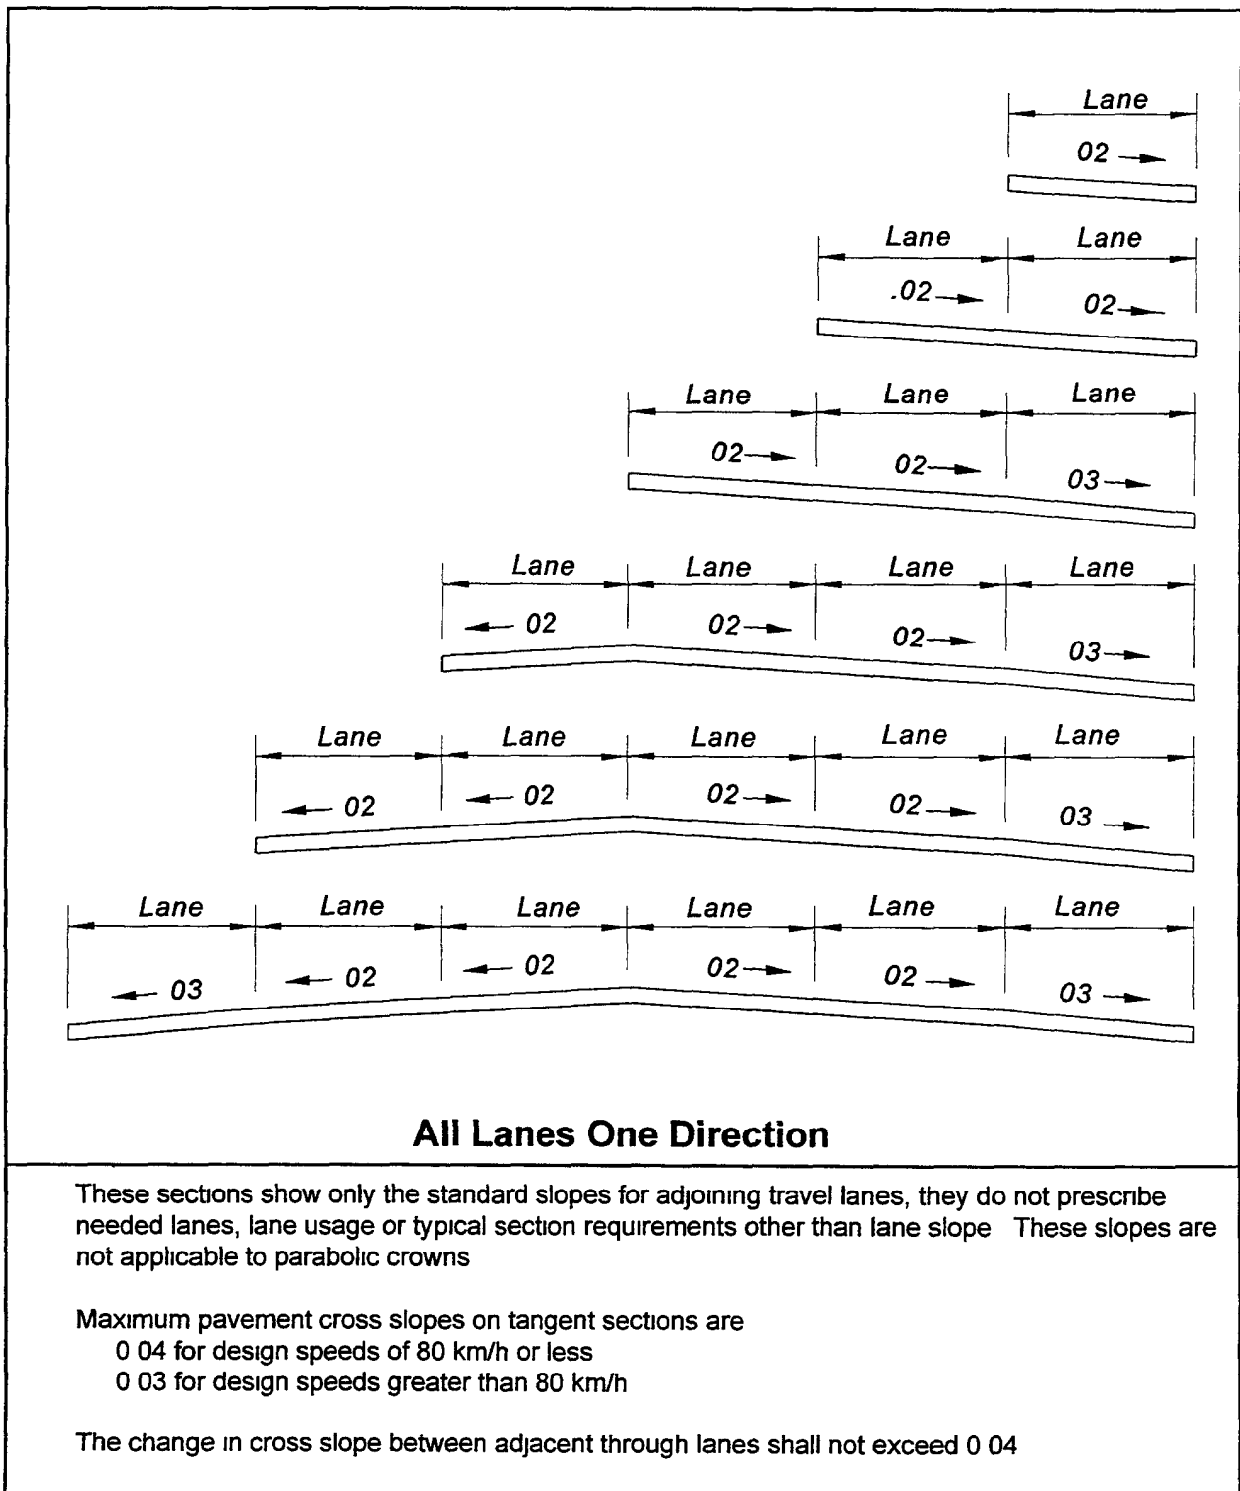 Lane
02
Lane Lane
.02 02
Lane Lane Lane
02 02 03
Lane Lane Lane Lane
02 02 02 03
Lane Lane Lane Lane Lane
02 02 02 02 03
Lane Lane Lane Lane Lane Lane
03 02 02 02 02 03
All Lanes One Direction
These sections show only the standard slopes for adjoining travel lanes, they do not prescribe
needed lanes, lane usage or typical section requirements other than lane slope These slopes are
not applicable to parabolic crowns
Maximum pavement cross slopes on tangent sections are
0 04 for design speeds of 80 km/h or less
0 03 for design speeds greater than 80 km/h
The change in cross slope between adjacent through lanes shall not exceed 0 04